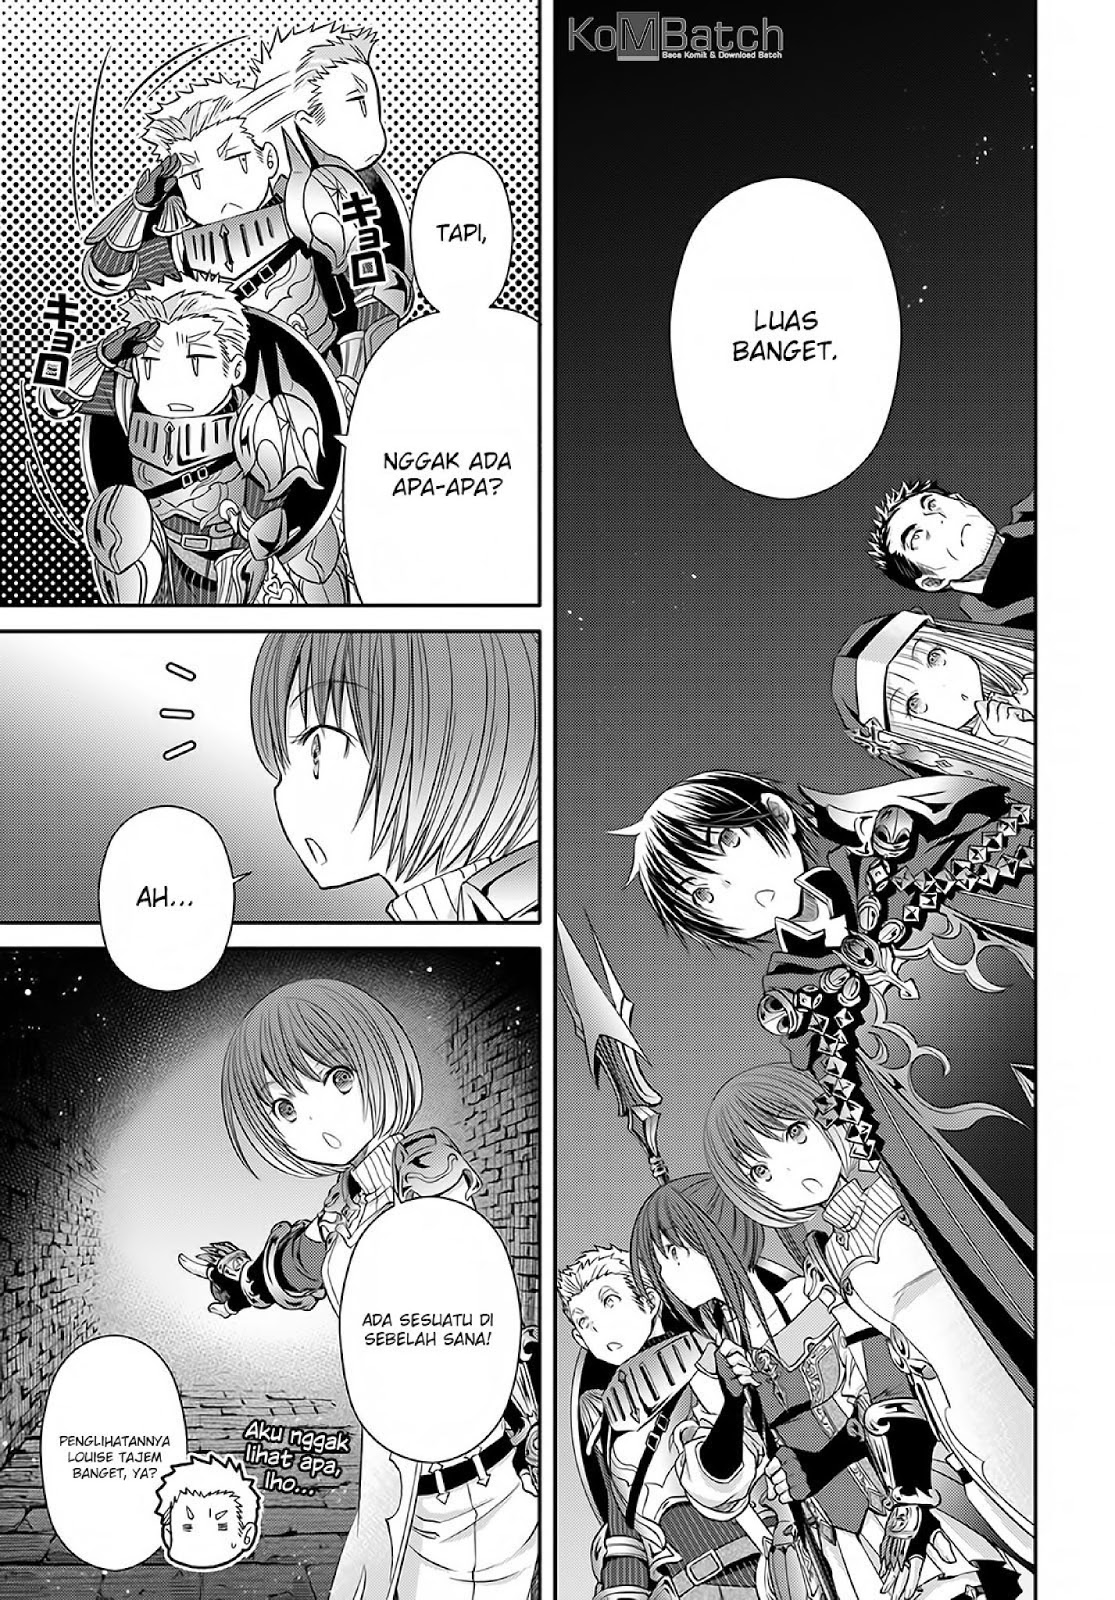 KoMBatch
Baca Komik & Download Batch
LUAS
BANGET.
TAPI,
キョロ
キョロ
NGGAK ADA
APA-APA?
AH...
ADA SESUATU DI
SEBELAH SANA!
Aku nggak
lihat apa,
lho...
PENGLIHATANNYA
LOUISE TAJEM
BANGET, YA?